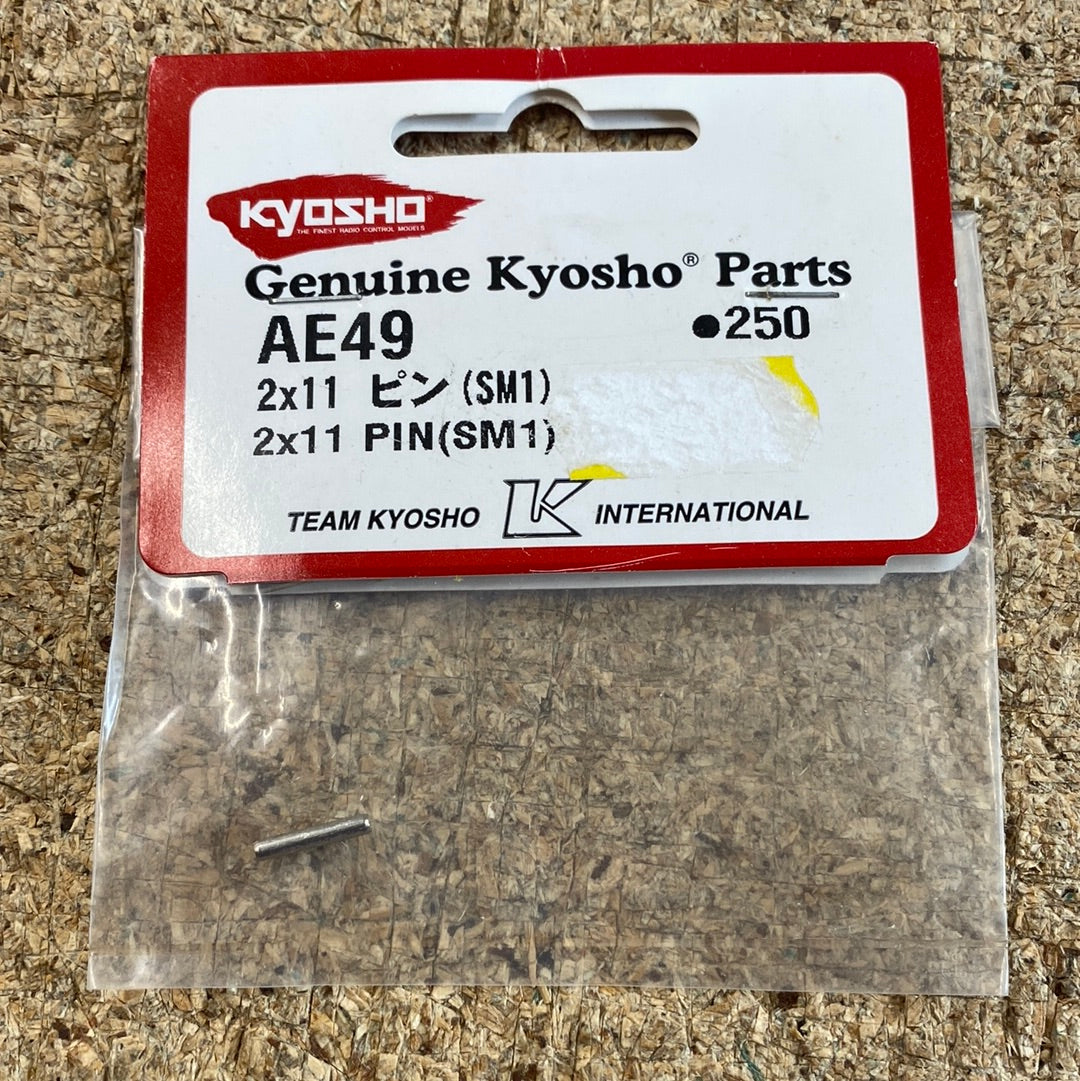 KYOSHO®
THE FINEST RADIO CONTROL MODELS
Genuine Kyosho® Parts
AE49 ●250
2x11 ピン(SM1)
2x11 PIN(SM1)
TEAM KYOSHO K INTERNATIONAL